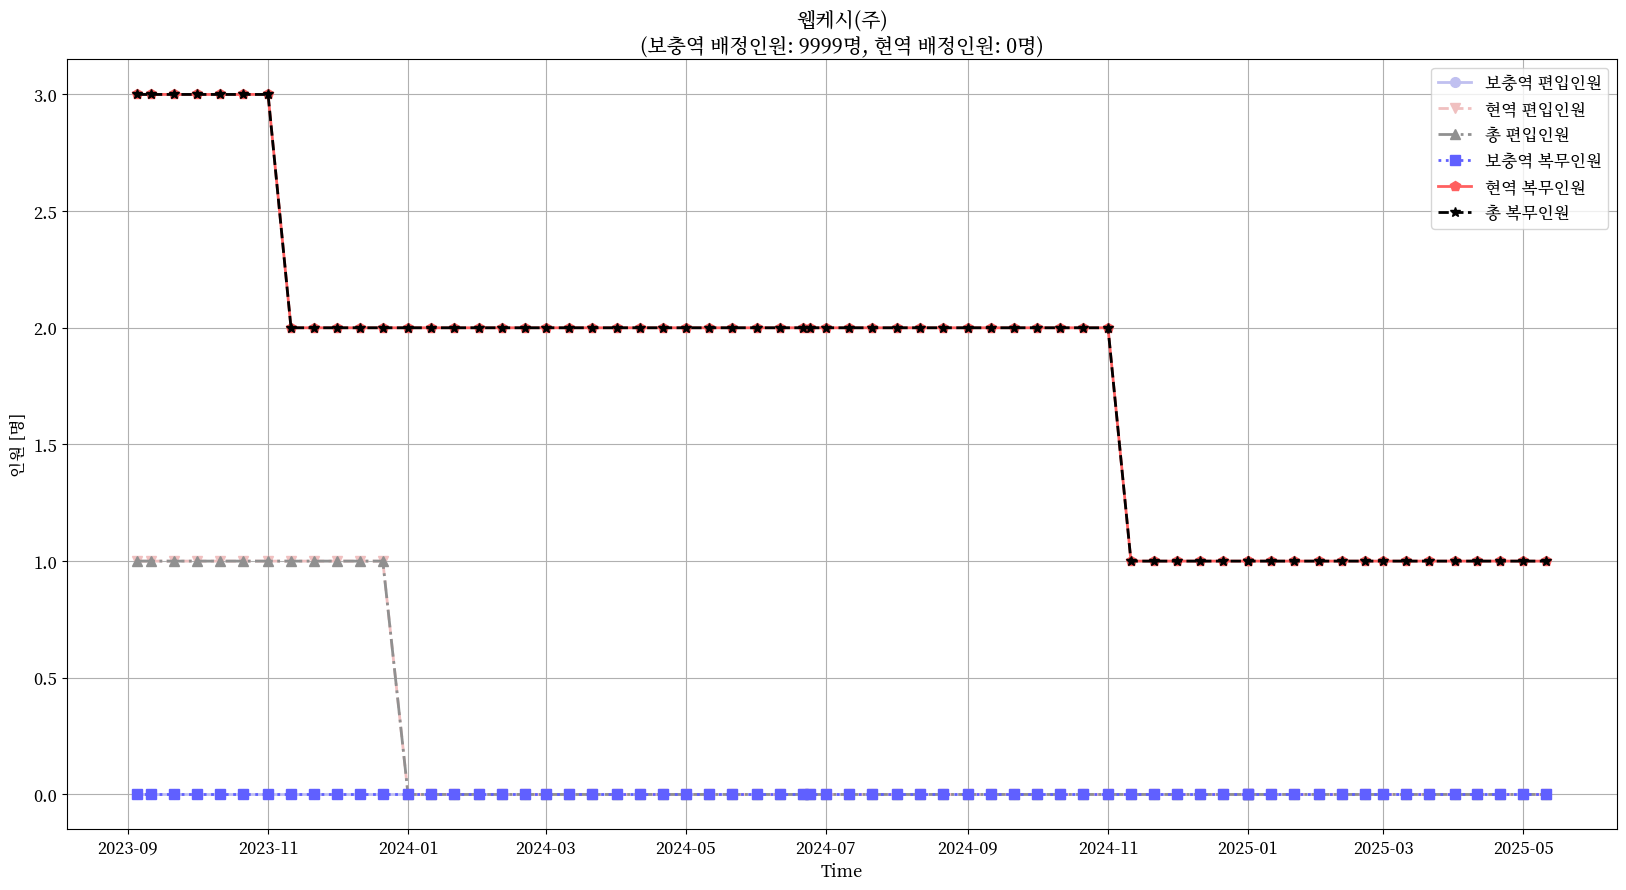 웹케시(주)
(보충역 배정인원: 9999명, 현역 배정인원: 0명)
보충역 편입인원
현역 편입인원
총 편입인원
보충역 복무인원
현역 복무인원
총 복무인원
인원 [명]
3.0
2.5
2.0
1.5
1.0
0.5
0.0
2023-09 2023-11 2024-01 2024-03 2024-05 2024-07 2024-09 2024-11 2025-01 2025-03 2025-05
Time